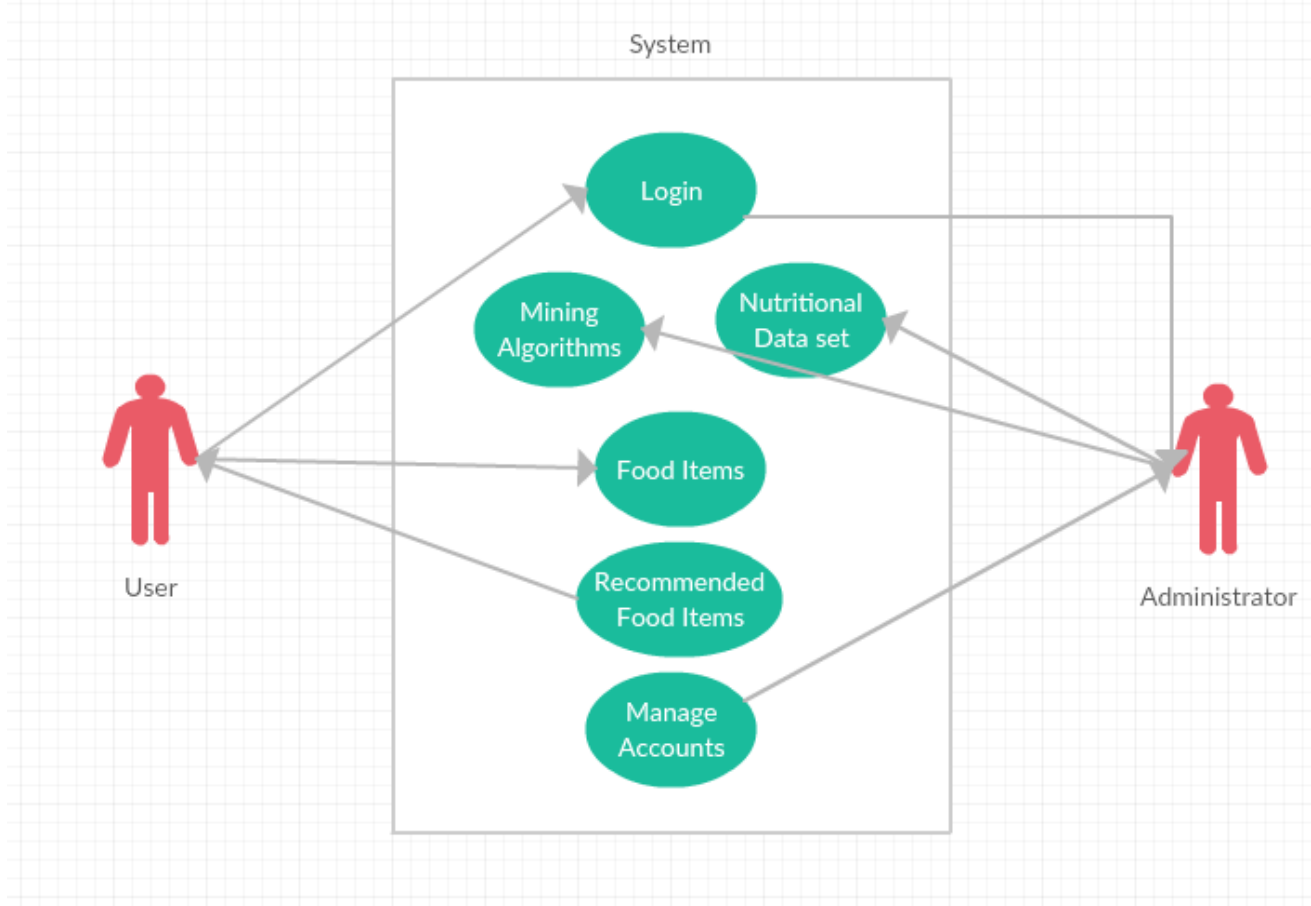 System
Login
Mining
Algorithms
Nutritional
Data set
Food Items
Recommended
Food Items
Manage
Accounts
User
Administrator